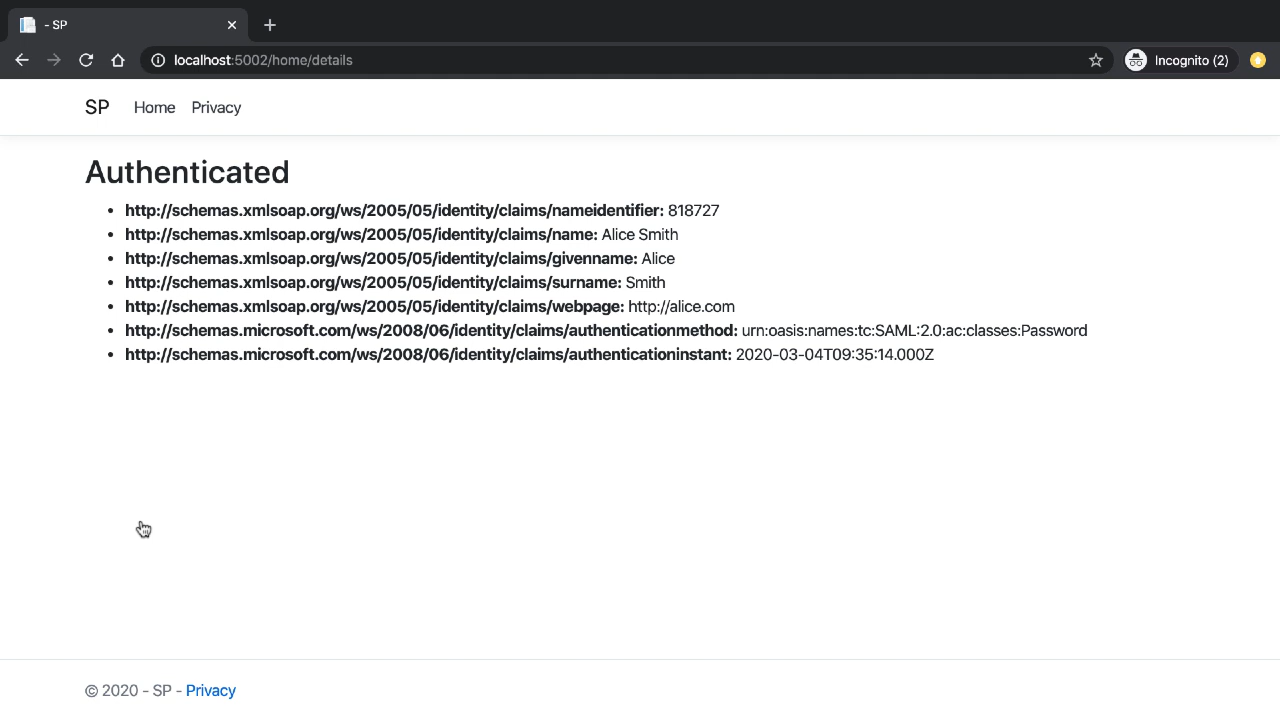 - SP
localhost:5002/home/details
Incognito (2)
SP Home Privacy
Authenticated
http://schemas.xmlsoap.org/ws/2005/05/identity/claims/nameidentifier: 818727
http://schemas.xmlsoap.org/ws/2005/05/identity/claims/name: Alice Smith
http://schemas.xmlsoap.org/ws/2005/05/identity/claims/givenname: Alice
http://schemas.xmlsoap.org/ws/2005/05/identity/claims/surname: Smith
http://schemas.xmlsoap.org/ws/2005/05/identity/claims/webpage: http://alice.com
http://schemas.microsoft.com/ws/2008/06/identity/claims/authenticationmethod: urn:oasis:names:tc:SAML:2.0:ac:classes:Password
http://schemas.microsoft.com/ws/2008/06/identity/claims/authenticationinstant: 2020-03-04T09:35:14.000Z
© 2020 - SP - Privacy